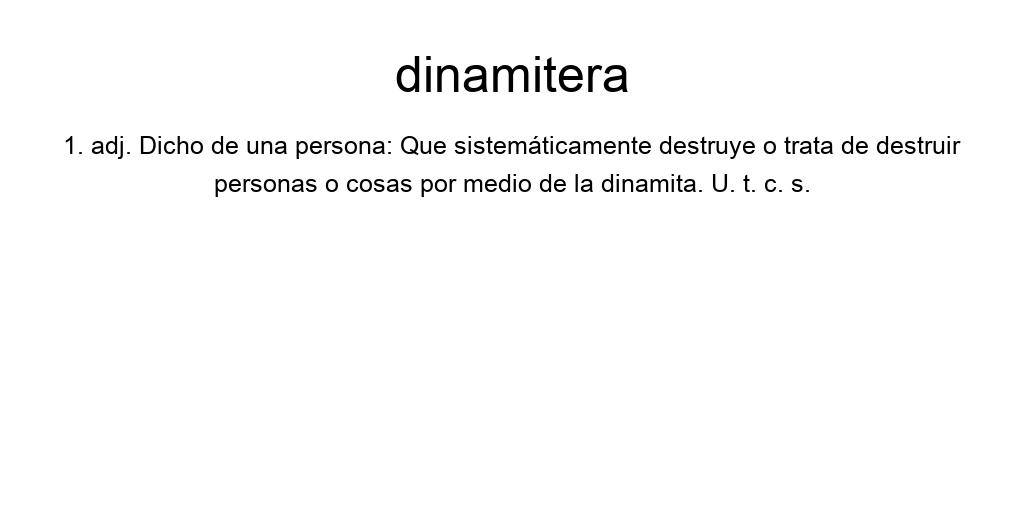 dinamitera
1. adj. Dicho de una persona: Que sistemáticamente destruye o trata de destruir
personas o cosas por medio de la dinamita. U. t. c. s.